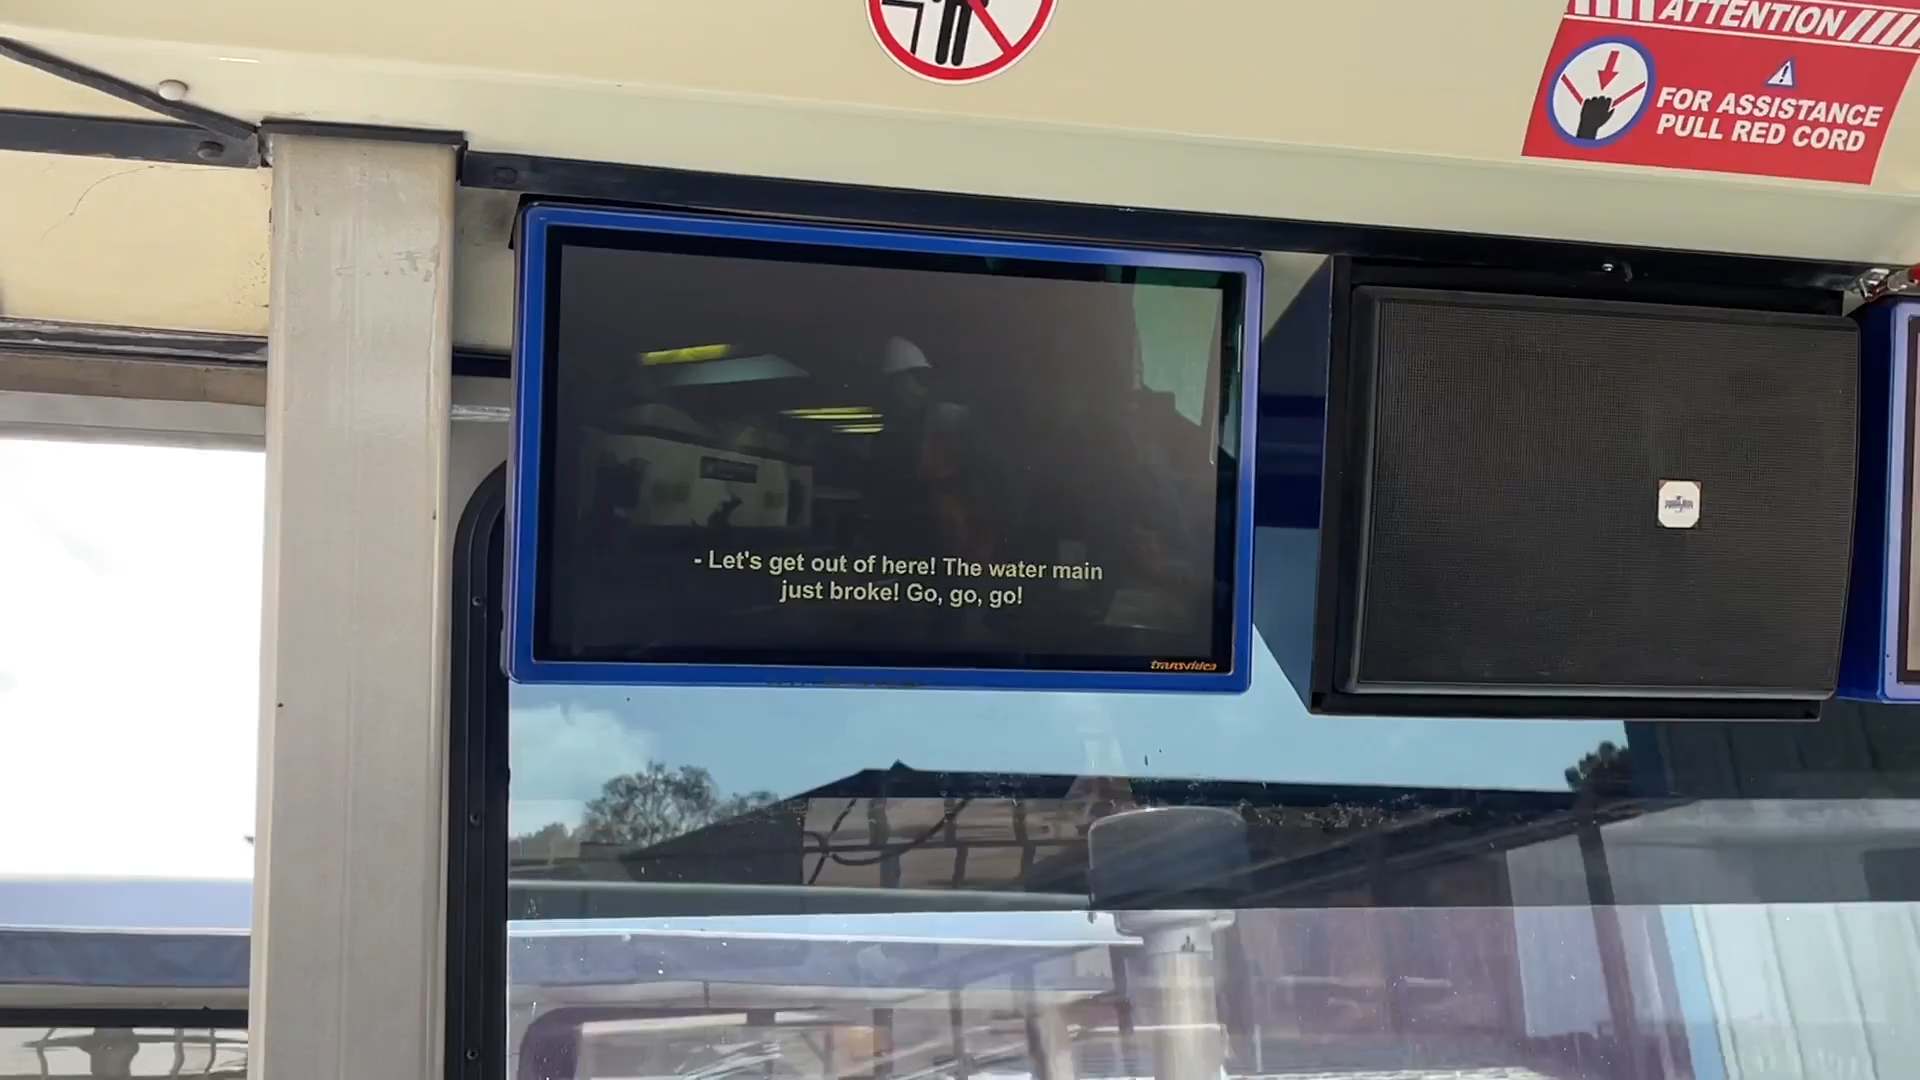 ATTENTION
FOR ASSISTANCE
PULL RED CORD
- Let's get out of here! The water main
just broke! Go, go, go!
transvideo